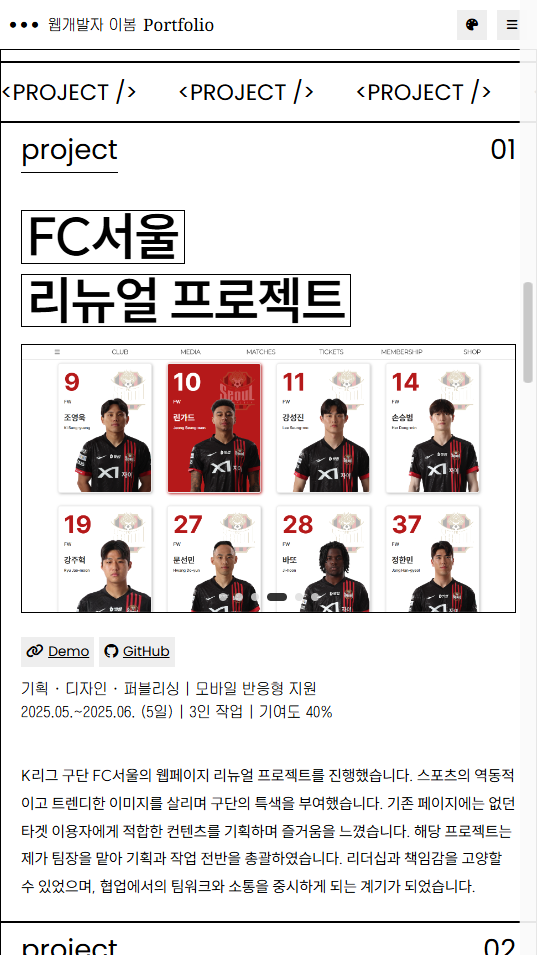 웹개발자 이봄 Portfolio
<PROJECT /> <PROJECT /> <PROJECT />
project 01
FC서울
리뉴얼 프로젝트
CLUB MEDIA MATCHES TICKETS MEMBERSHIP SHOP
9 10 11 14
FW FW FW FW
조영욱 린가드 강성진 손승범
19 27 28 37
FW FW FW FW
강주혁 문선민 바또 정한민
Demo GitHub
기획 · 디자인 · 퍼블리싱 | 모바일 반응형 지원
2025.05.~2025.06. (5일) | 3인 작업 | 기여도 40%
K리그 구단 FC서울의 웹페이지 리뉴얼 프로젝트를 진행했습니다. 스포츠의 역동적
이고 트렌디한 이미지를 살리며 구단의 특색을 부여했습니다. 기존 페이지에는 없던
타겟 이용자에게 적합한 컨텐츠를 기획하며 즐거움을 느꼈습니다. 해당 프로젝트는
제가 팀장을 맡아 기획과 작업 전반을 총괄하였습니다. 리더십과 책임감을 고양할
수 있었으며, 협업에서의 팀워크와 소통을 중시하게 되는 계기가 되었습니다.
project 02